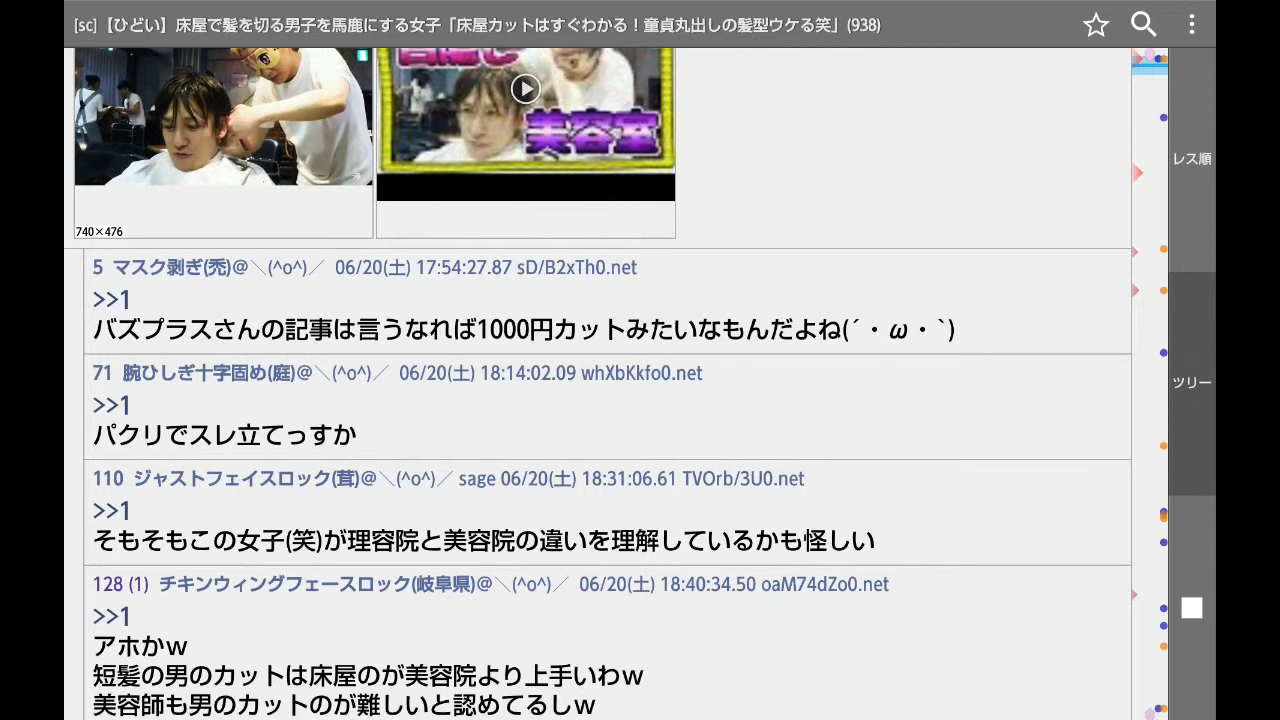 [sc]【ひどい】床屋で髪を切る男子を馬鹿にする女子「床屋カットはすぐわかる！童貞丸出しの髪型ウケる笑」(938)
目隠し
美容室
740×476
レス順
5 マスク剥ぎ(禿)@＼(^o^)／ 06/20(土) 17:54:27.87 sD/B2xTh0.net
>>1
バズプラスさんの記事は言うなれば1000円カットみたいなもんだよね(´・ω・`)
71 腕ひしぎ十字固め(庭)@＼(^o^)／ 06/20(土) 18:14:02.09 whXbKkfo0.net
>>1
ツリー
パクリでスレ立てっすか
110 ジャストフェイスロック(茸)@＼(^o^)／ sage 06/20(土) 18:31:06.61 TVOrb/3U0.net
>>1
そもそもこの女子(笑)が理容院と美容院の違いを理解しているかも怪しい
128 (1) チキンウィングフェースロック(岐阜県)@＼(^o^)／ 06/20(土) 18:40:34.50 oaM74dZo0.net
>>1
アホかｗ
短髪の男のカットは床屋のが美容院より上手いわｗ
美容師も男のカットのが難しいと認めてるしｗ